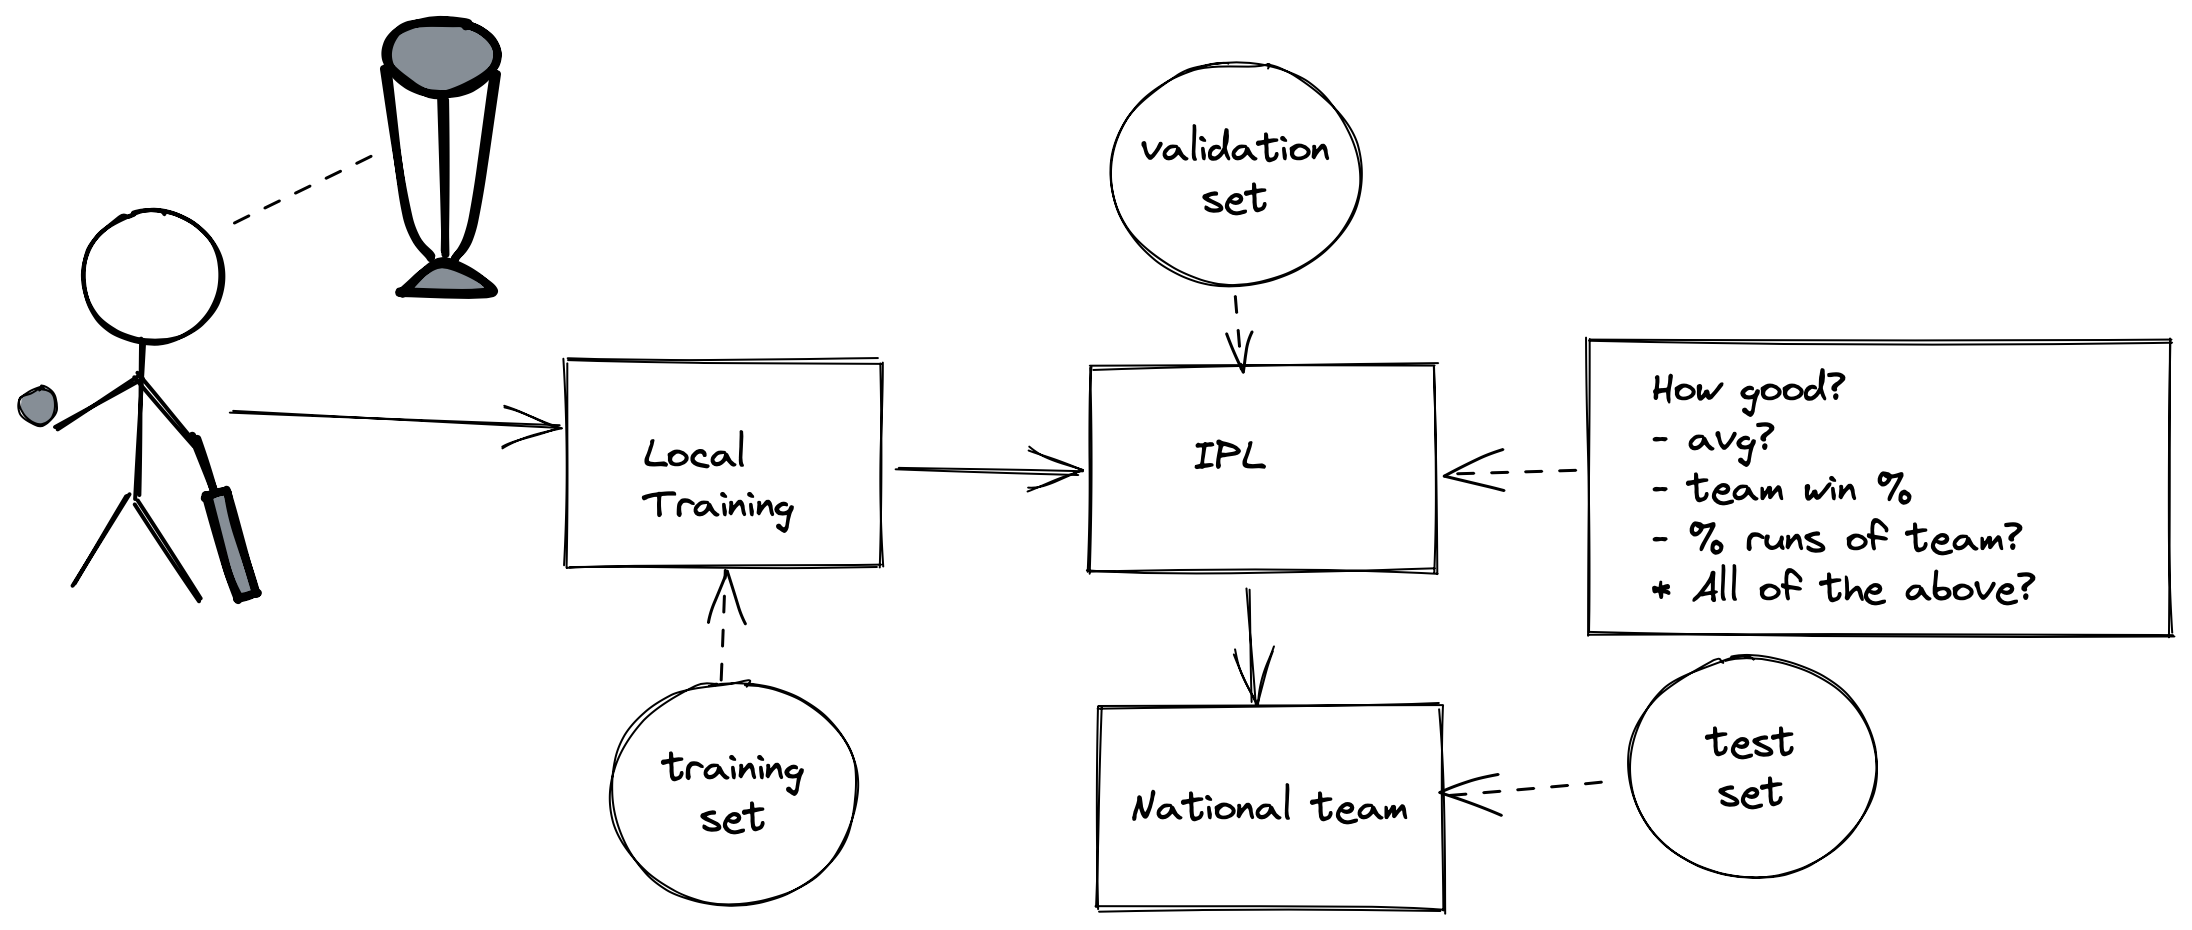 validation
set
Local
Training
IPL
How good?
- avg?
- team win %
- % runs of team?
* All of the above?
training
set
National team
test
set